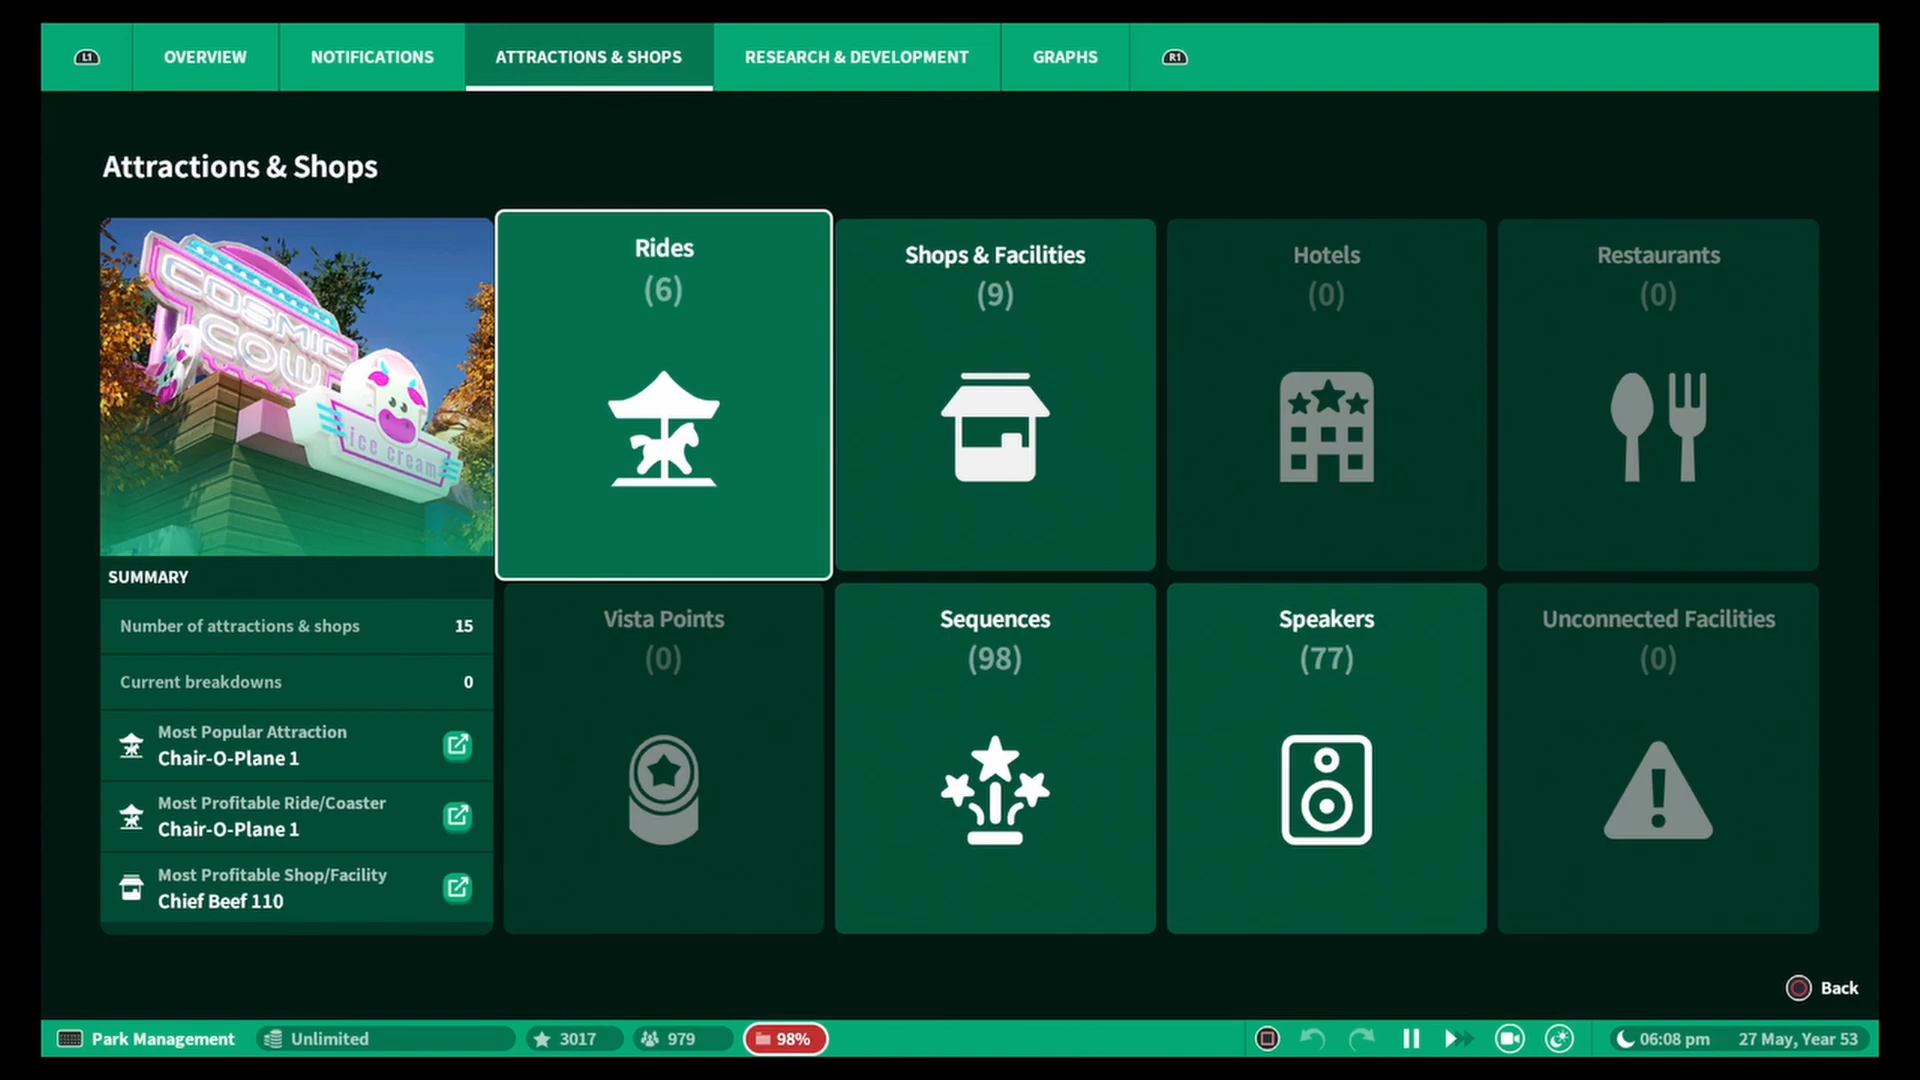 L1
OVERVIEW
NOTIFICATIONS
ATTRACTIONS & SHOPS
RESEARCH & DEVELOPMENT
GRAPHS
R1
Attractions & Shops
COSMIC
COW
ice cream
SUMMARY
Number of attractions & shops 15
Current breakdowns 0
Most Popular Attraction
Chair-O-Plane 1
Most Profitable Ride/Coaster
Chair-O-Plane 1
Most Profitable Shop/Facility
Chief Beef 110
Rides
(6)
Shops & Facilities
(9)
Hotels
(0)
Restaurants
(0)
Vista Points
(0)
Sequences
(98)
Speakers
(77)
Unconnected Facilities
(0)
Back
Park Management
Unlimited
3017
979
98%
06:08 pm
27 May, Year 53